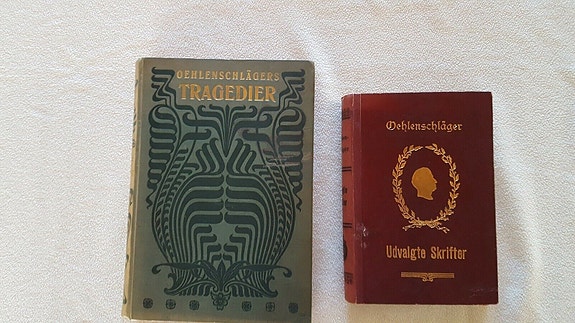 OEHLENSCHLÄGERS
TRAGEDIER
Oehlenschläger
Udvalgte Skrifter